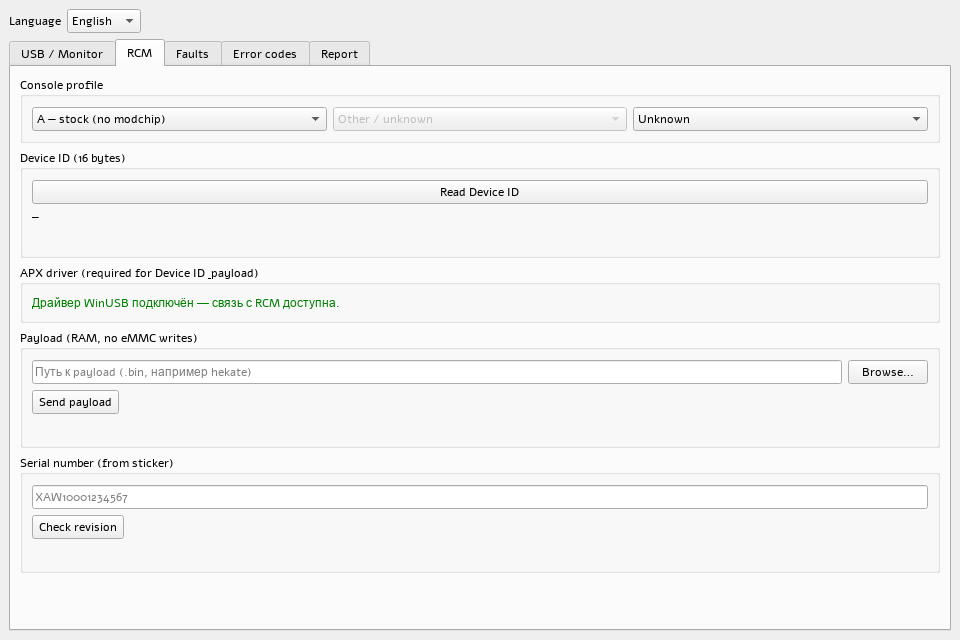 Language English
USB / Monitor RCM Faults Error codes Report
Console profile
A — stock (no modchip) Other / unknown Unknown
Device ID (16 bytes)
Read Device ID
—
APX driver (required for Device ID _payload)
Драйвер WinUSB подключён — связь с RCM доступна.
Payload (RAM, no eMMC writes)
Путь к payload (.bin, например hekate) Browse...
Send payload
Serial number (from sticker)
XAW10001234567
Check revision